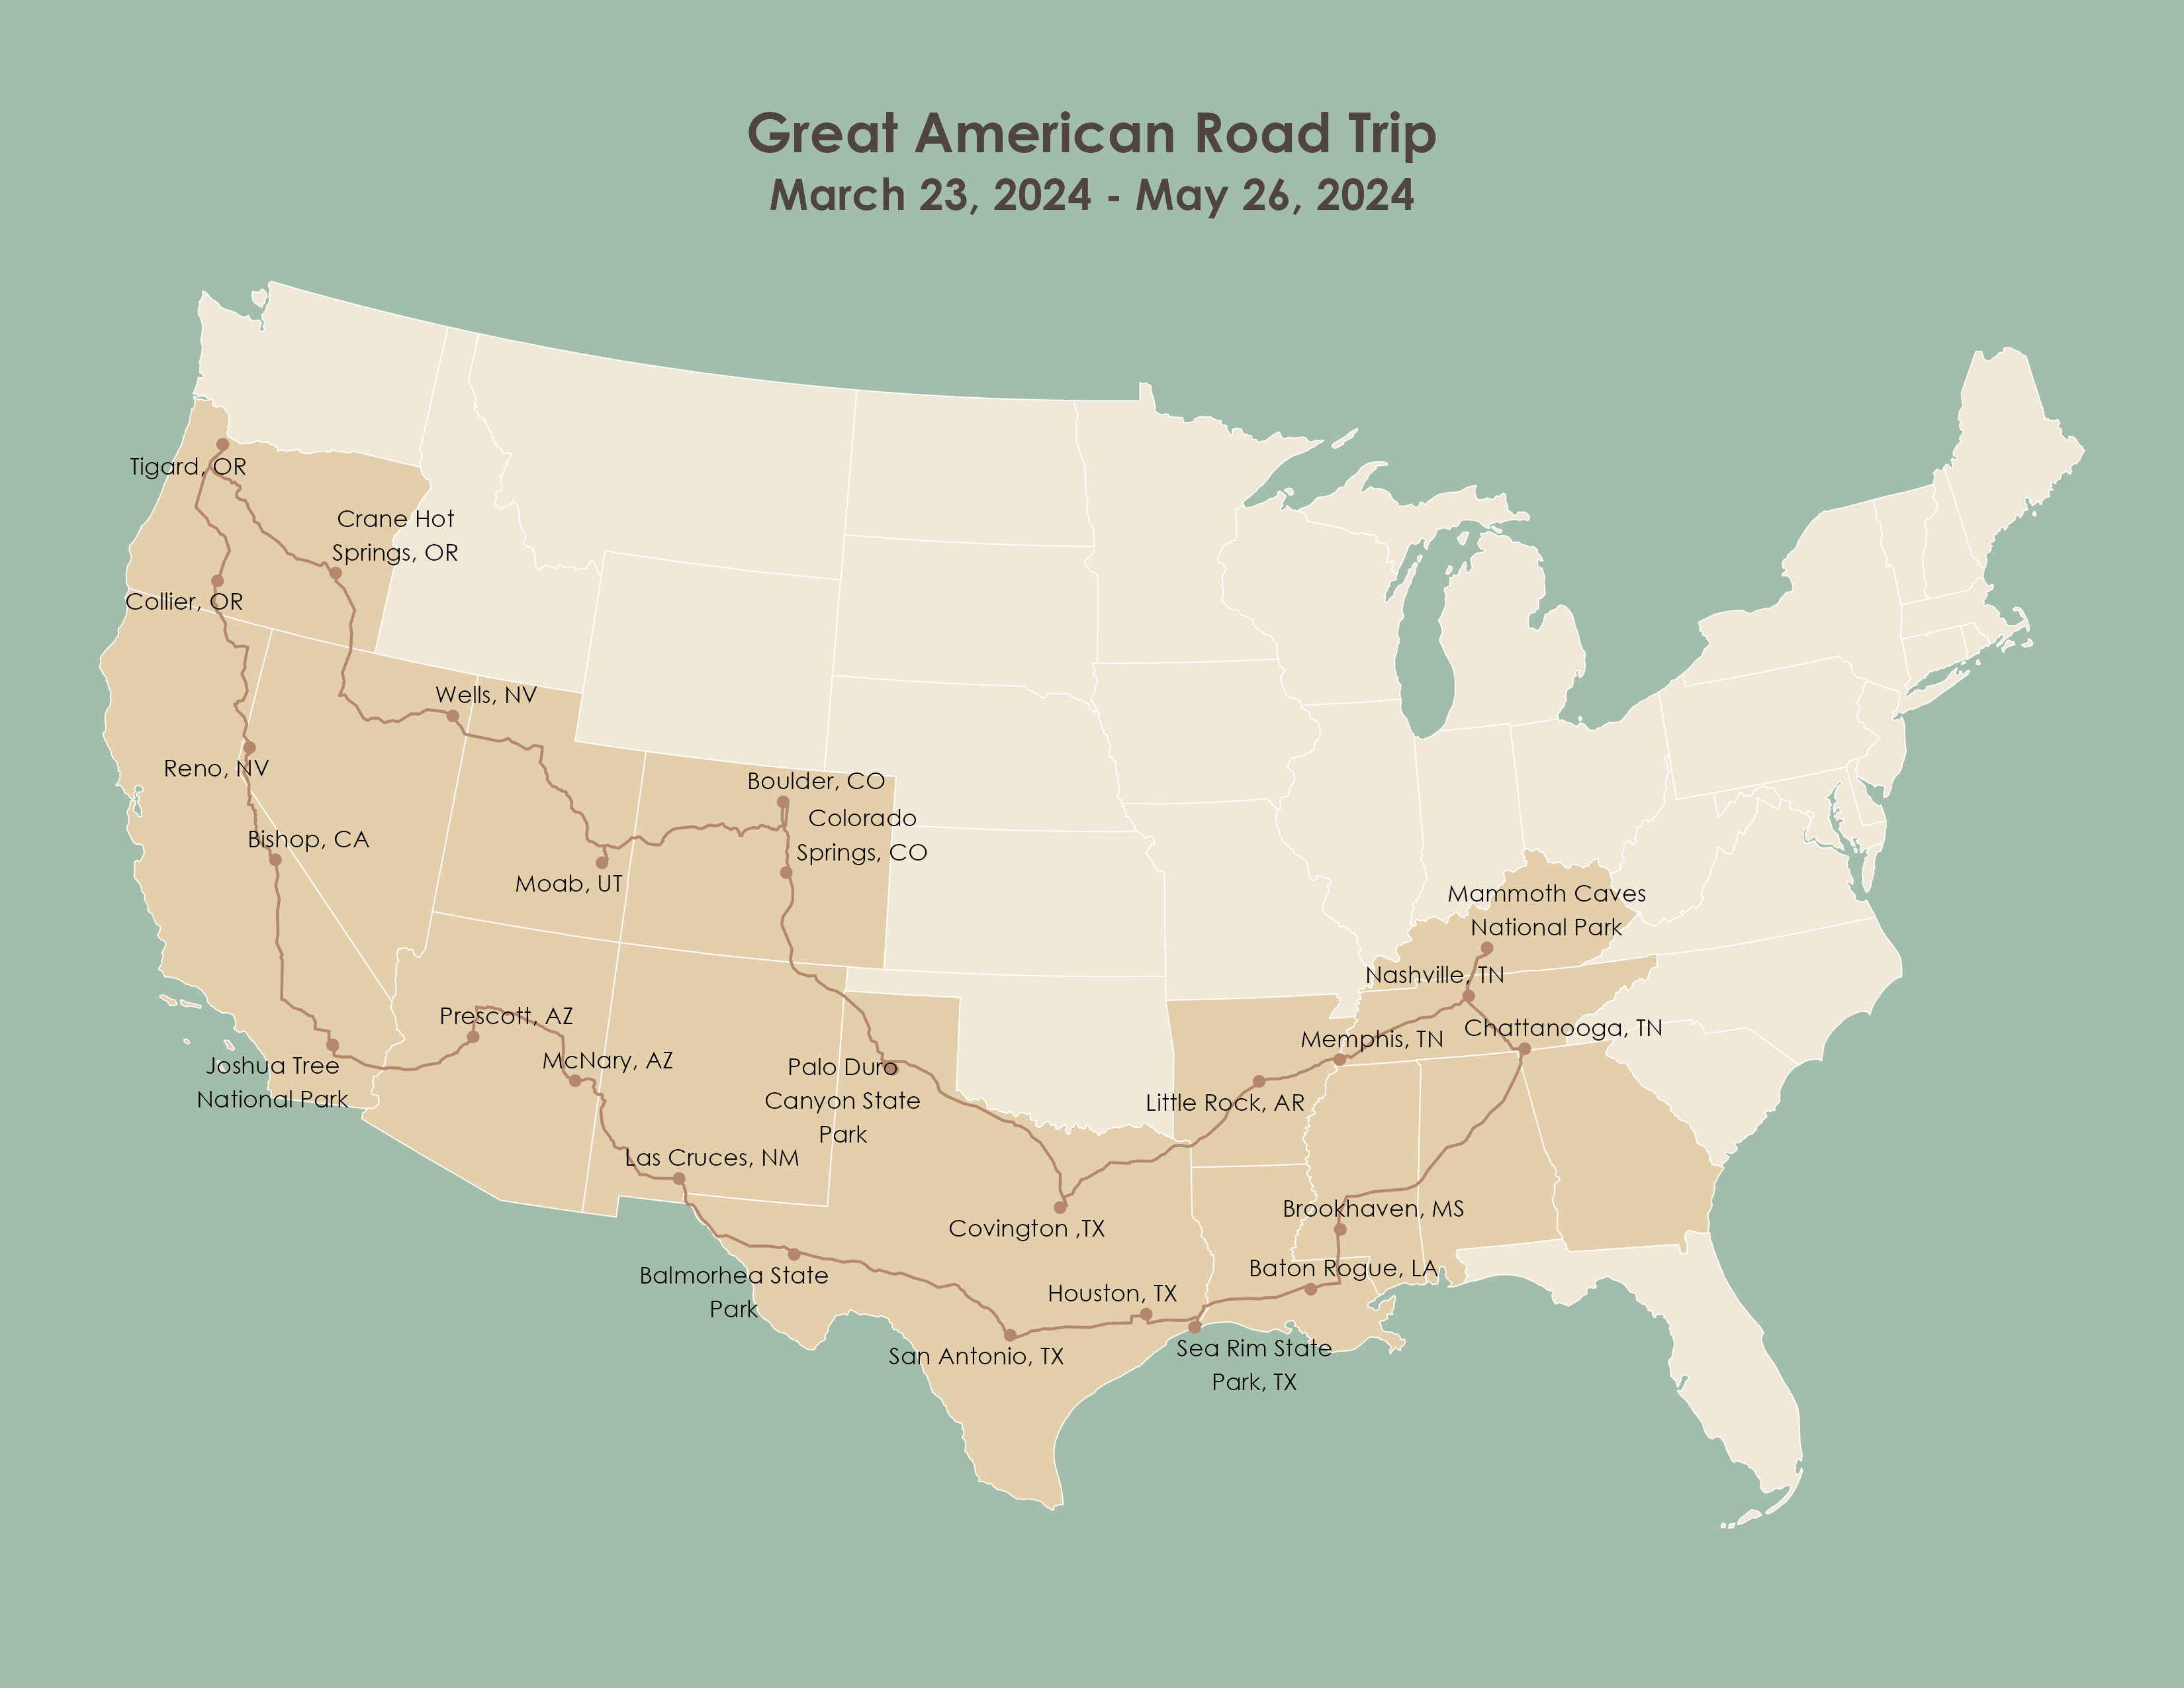 Great American Road Trip
March 23, 2024 - May 26, 2024
Tigard, OR
Crane Hot
Springs, OR
Collier, OR
Wells, NV
Reno, NV
Boulder, CO
Colorado
Springs, CO
Bishop, CA
Moab, UT
Mammoth Caves
National Park
Nashville, TN
Prescott, AZ
Chattanooga, TN
Memphis, TN
McNary, AZ
Joshua Tree
National Park
Palo Duro
Canyon State
Park
Little Rock, AR
Las Cruces, NM
Brookhaven, MS
Covington ,TX
Baton Rogue, LA
Balmorhea State
Park
Houston, TX
San Antonio, TX
Sea Rim State
Park, TX